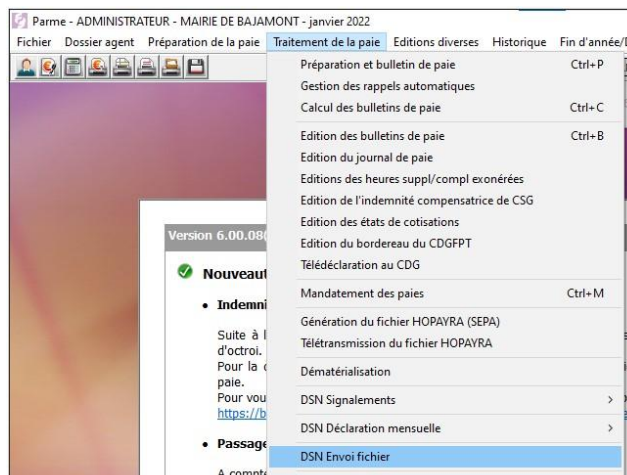 Parme - ADMINISTRATEUR - MAIRIE DE BAJAMONT - janvier 2022
Fichier Dossier agent Préparation de la paie Traitement de la paie Editions diverses Historique Fin d'année/
Préparation et bulletin de paie Ctrl+P
Gestion des rappels automatiques
Calcul des bulletins de paie Ctrl+C
Edition des bulletins de paie Ctrl+B
Edition du journal de paie
Editions des heures suppl/compl exonérées
Edition de l'indemnité compensatrice de CSG
Edition des états de cotisations
Edition du bordereau du CDGFPT
Télédéclaration au CDG
Mandatement des paies Ctrl+M
Génération du fichier HOPAYRA (SEPA)
Télétransmission du fichier HOPAYRA
Dématérialisation
DSN Signalements >
DSN Déclaration mensuelle >
DSN Envoi fichier
Version 6.00.08
Nouveaut
• Indemni
Suite à l
d'octroi.
Pour la
paie.
Pour vou
https://b
• Passage
A compte